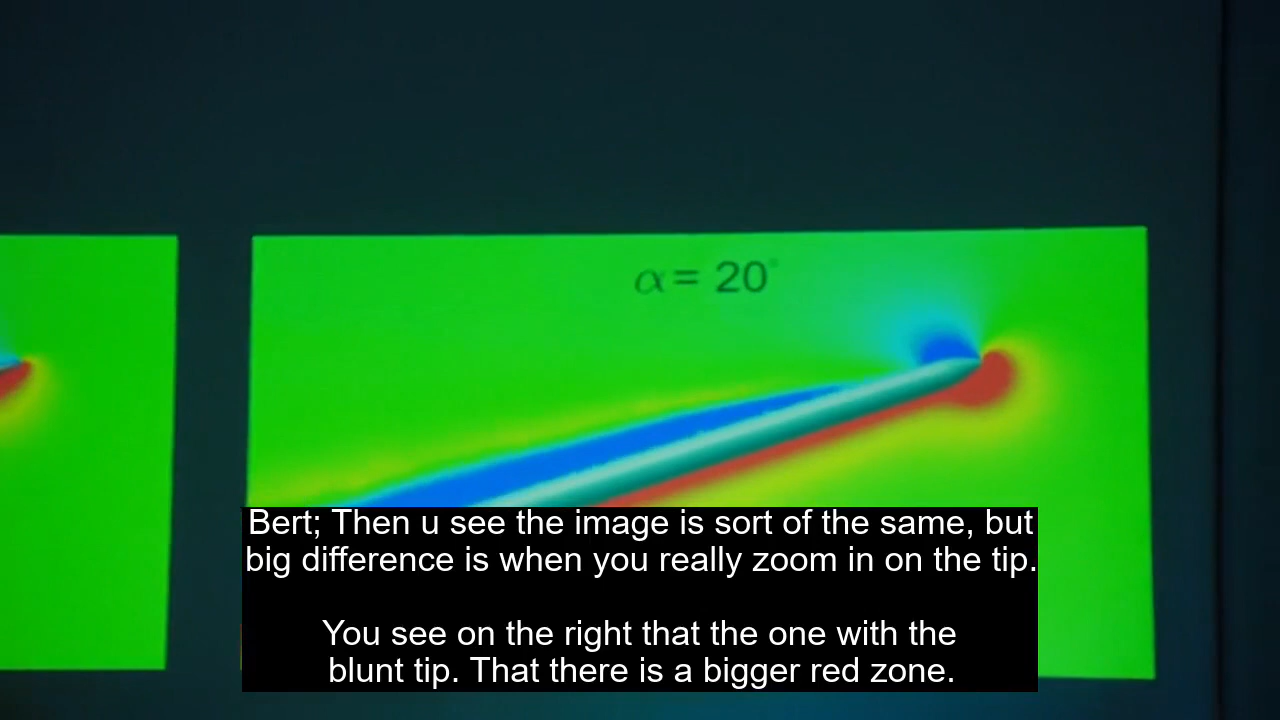 α = 20°
Bert; Then u see the image is sort of the same, but
big difference is when you really zoom in on the tip.
You see on the right that the one with the
blunt tip. That there is a bigger red zone.